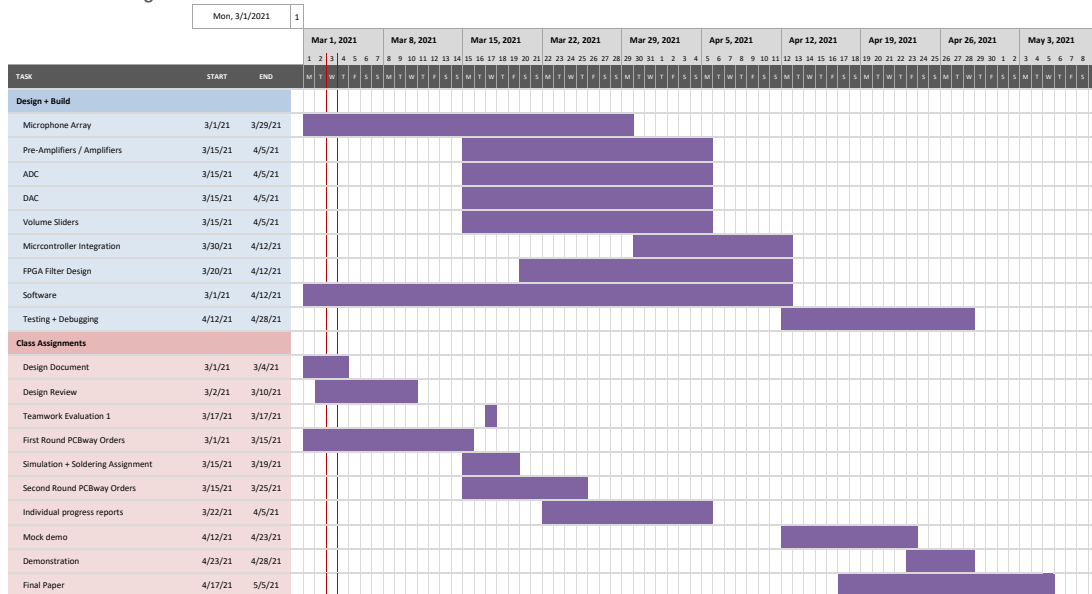 Mon, 3/1/2021 1
Mar 1, 2021 Mar 8, 2021 Mar 15, 2021 Mar 22, 2021 Mar 29, 2021 Apr 5, 2021 Apr 12, 2021 Apr 19, 2021 Apr 26, 2021 May 3, 2021
1 2 3 4 5 6 7 8 9 10 11 12 13 14 15 16 17 18 19 20 21 22 23 24 25 26 27 28 29 30 31 1 2 3 4 5 6 7 8 9 10 11 12 13 14 15 16 17 18 19 20 21 22 23 24 25 26 27 28 29 30 1 2 3 4 5 6 7 8
TASK START END M T W T F S S M T W T F S S M T W T F S S M T W T F S S M T W T F S S M T W T F S S M T W T F S S M T W T F S S M T W T F S S M T W T F S
Design + Build
Microphone Array 3/1/21 3/29/21
Pre-Amplifiers / Amplifiers 3/15/21 4/5/21
ADC 3/15/21 4/5/21
DAC 3/15/21 4/5/21
Volume Sliders 3/15/21 4/5/21
Micrcontroller Integration 3/30/21 4/12/21
FPGA Filter Design 3/20/21 4/12/21
Software 3/1/21 4/12/21
Testing + Debugging 4/12/21 4/28/21
Class Assignments
Design Document 3/1/21 3/4/21
Design Review 3/2/21 3/10/21
Teamwork Evaluation 1 3/17/21 3/17/21
First Round PCBway Orders 3/1/21 3/15/21
Simulation + Soldering Assignment 3/15/21 3/19/21
Second Round PCBway Orders 3/15/21 3/25/21
Individual progress reports 3/22/21 4/5/21
Mock demo 4/12/21 4/23/21
Demonstration 4/23/21 4/28/21
Final Paper 4/17/21 5/5/21